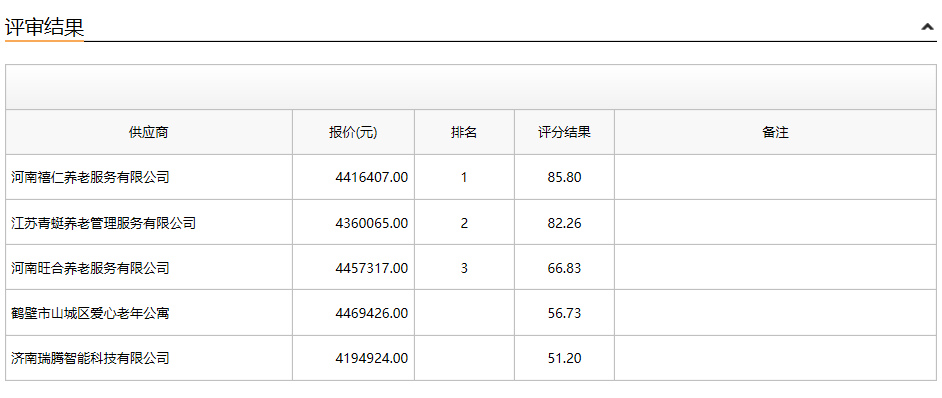 评审结果
供应商 报价(元) 排名 评分结果 备注
河南禧仁养老服务有限公司 4416407.00 1 85.80
江苏青蜓养老管理服务有限公司 4360065.00 2 82.26
河南旺合养老服务有限公司 4457317.00 3 66.83
鹤壁市山城区爱心老年公寓 4469426.00 56.73
济南瑞腾智能科技有限公司 4194924.00 51.20